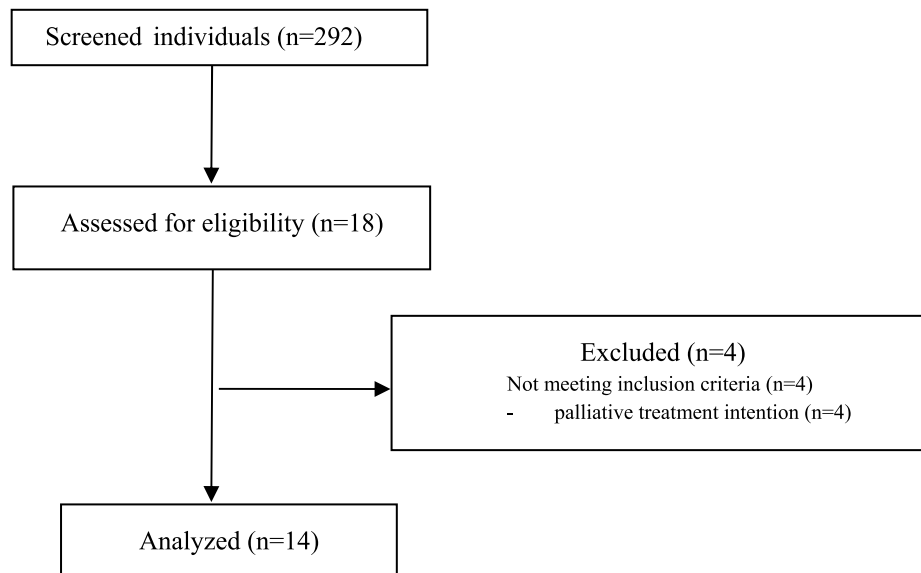 Screened individuals (n=292)
Assessed for eligibility (n=18)
Excluded (n=4)
Not meeting inclusion criteria (n=4)
- palliative treatment intention (n=4)
Analyzed (n=14)